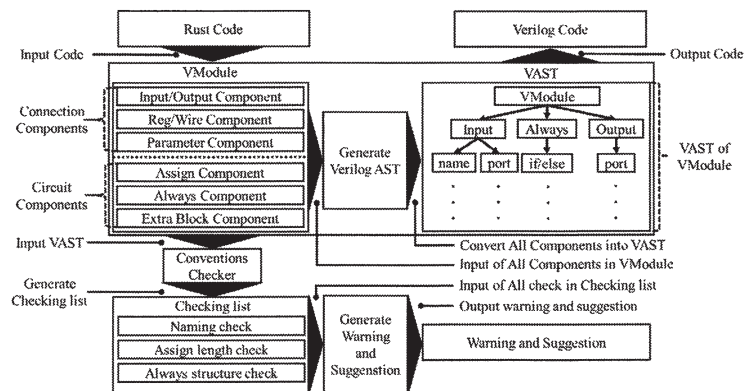 Rust Code
Verilog Code
Input Code
Output Code
VModule
VAST
Input/Output Component
Reg/Wire Component
Parameter Component
Connection
Components
Assign Component
Always Component
Extra Block Component
Circuit
Components
Generate
Verilog AST
VModule
Input
Always
Output
name
port
if/else
port
VAST of
VModule
Input VAST
Convert All Components into VAST
Input of All Components in VModule
Conventions
Checker
Generate
Checking list
Input of All check in Checking list
Output warning and suggestion
Checking list
Naming check
Assign length check
Always structure check
Generate
Warning
and
Suggenstion
Warning and Suggestion